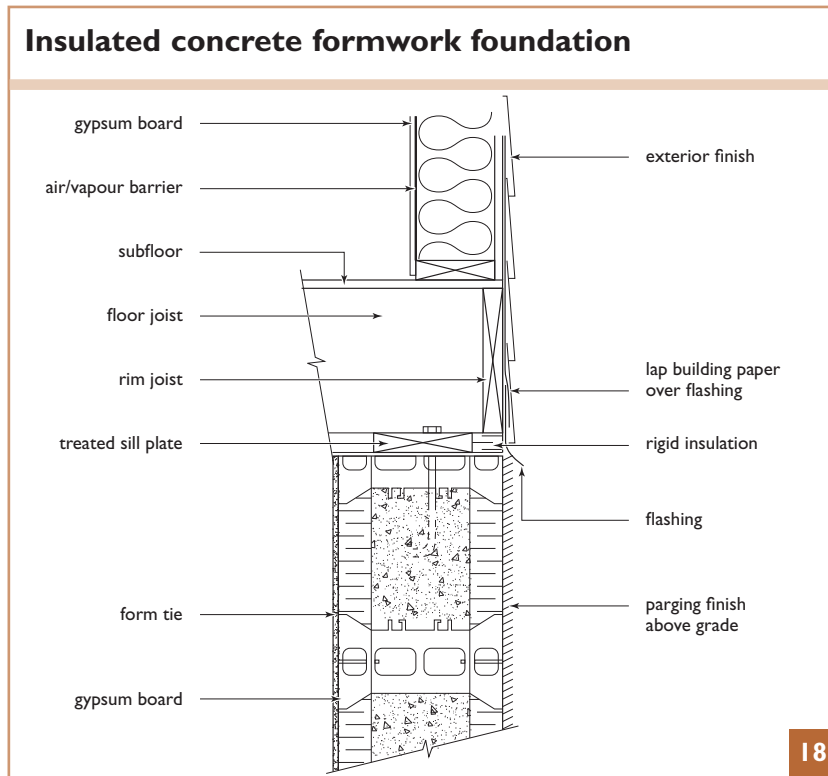 Insulated concrete formwork foundation
gypsum board
air/vapour barrier
subfloor
floor joist
rim joist
treated sill plate
form tie
gypsum board
exterior finish
lap building paper
over flashing
rigid insulation
flashing
parging finish
above grade
18